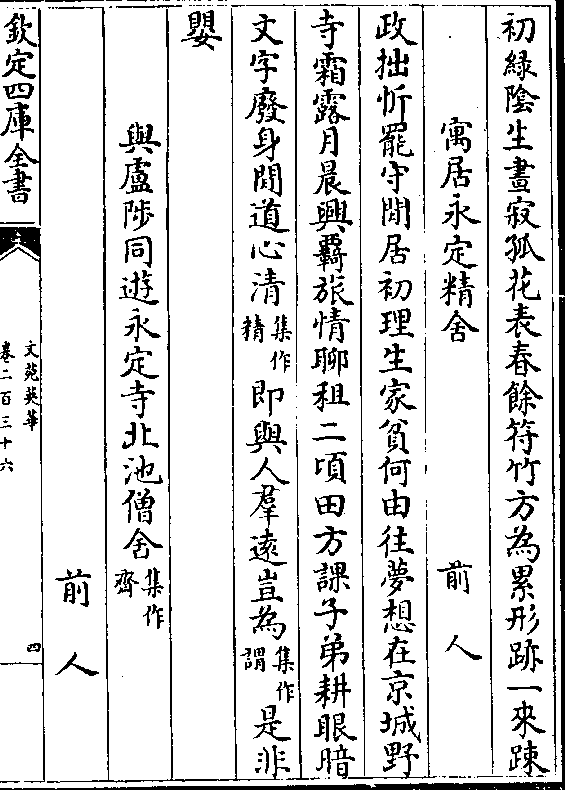 初緑陰生晝寂孤花表春餘符竹方為累形跡一來踈
寓居永定精舍 前人
政拙忻罷守閒居初理生家貧何由往夢想在京城野
寺霜露月晨興覊旅情聊租二頃田方課子弟耕眼暗
文字廢身閒道心清集作精即與人羣遠豈為集作謂是非
嬰
與盧陟同遊永定寺北池僧舍集作齋
前人
欽定四庫全書
文苑英華
卷二百三十六
四